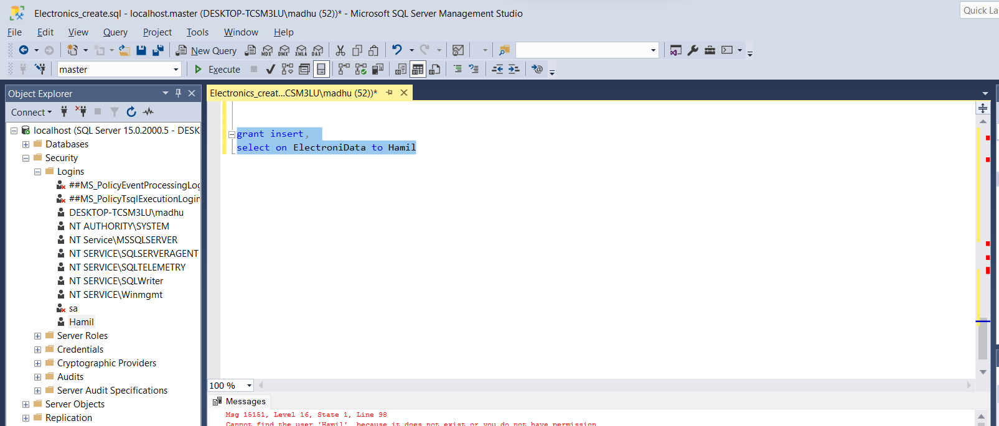 Electronics_create.sql - localhost.master (DESKTOP-TCSM3LU\madhu (52))* - Microsoft SQL Server Management Studio
Quick La
File Edit View Query Project Tools Window Help
New Query MDX DMX XMLA DAX
master Execute
Object Explorer
Electronics_creat...CSM3LU\madhu (52))*
Connect
localhost (SQL Server 15.0.2000.5 - DESK
Databases
Security
Logins
##MS_PolicyEventProcessingLog
##MS_PolicyTsqlExecutionLogin
DESKTOP-TCSM3LU\madhu
NT AUTHORITY\SYSTEM
NT Service\MSSQLSERVER
NT SERVICE\SQLSERVERAGENT
NT SERVICE\SQLTELEMETRY
NT SERVICE\SQLWriter
NT SERVICE\Winmgmt
sa
Hamil
Server Roles
Credentials
Cryptographic Providers
Audits
Server Audit Specifications
Server Objects
Replication
grant insert,
select on ElectroniData to Hamil
100 %
Messages
Msg 15151, Level 16, State 1, Line 98
Cannot find the user 'Hamil', because it does not exist or you do not have permission.